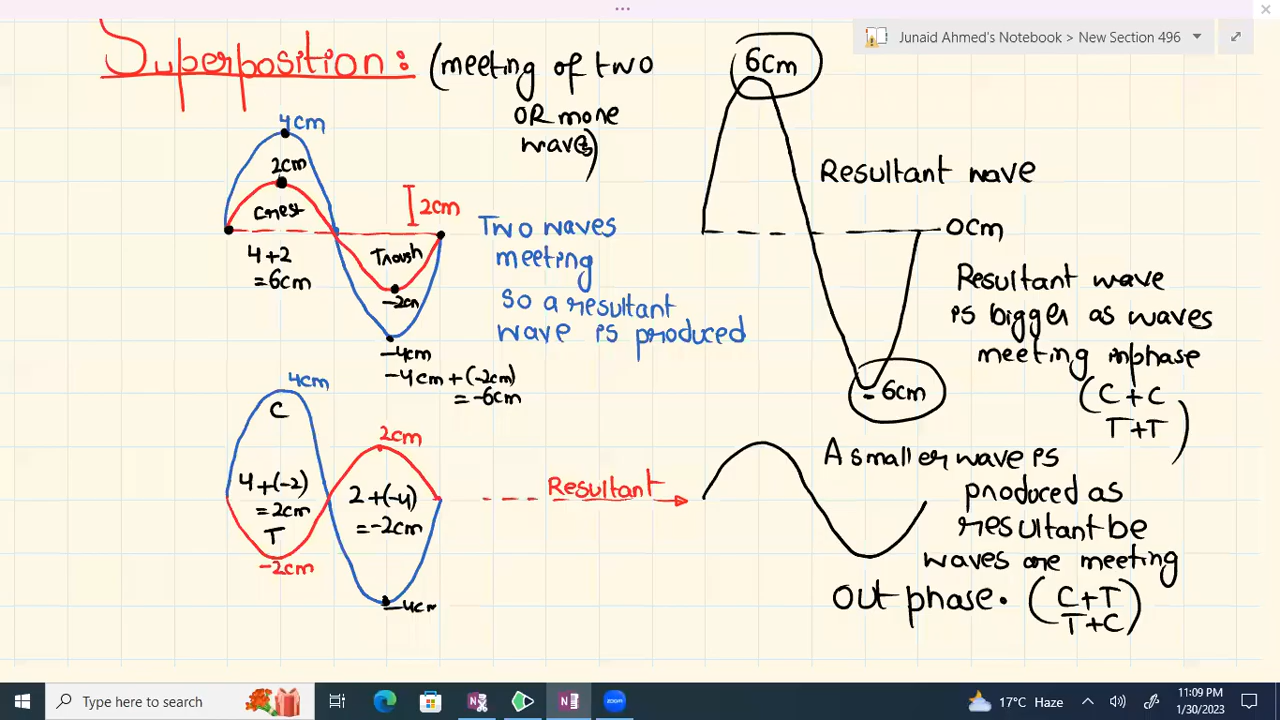 Junaid Ahmed's Notebook > New Section 496
Superposition: (meeting of two
OR more
waves)
4cm
2cm
Crest
4+2
=6cm
2cm
Trough
-2cm
-4cm
-4cm+(-2cm)
=-6cm
Two waves
meeting
so a resultant
wave is produced
6cm
Resultant wave
0cm
Resultant wave
is bigger as waves
meeting inphase
(C+C
T+T)
-6cm
4cm
C
4+(-2)
=2cm
T
-2cm
2cm
2+(-4)
=-2cm
-4cm
Resultant
A smaller wave is
produced as
resultant be
waves are meeting
out phase. (C+T
T+C)
Type here to search
17°C Haze
11:09 PM
1/30/2023